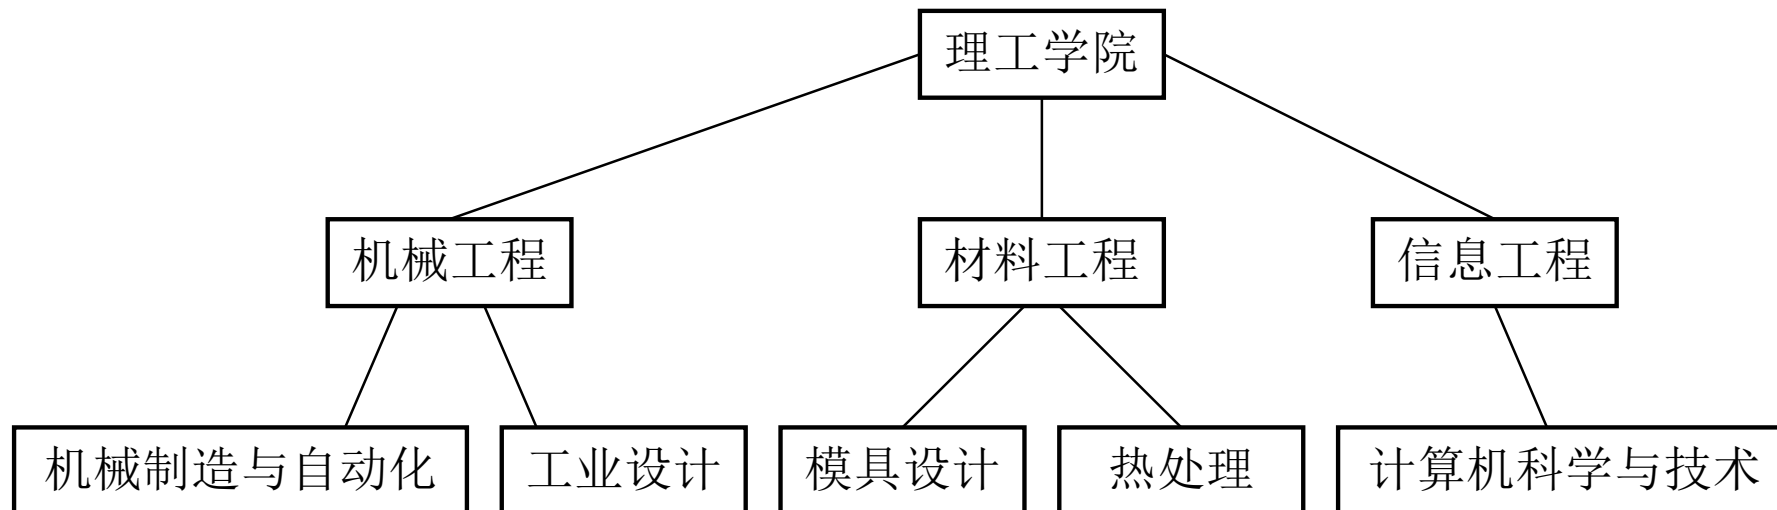 理工学院
机械工程
材料工程
信息工程
机械制造与自动化
工业设计
模具设计
热处理
计算机科学与技术